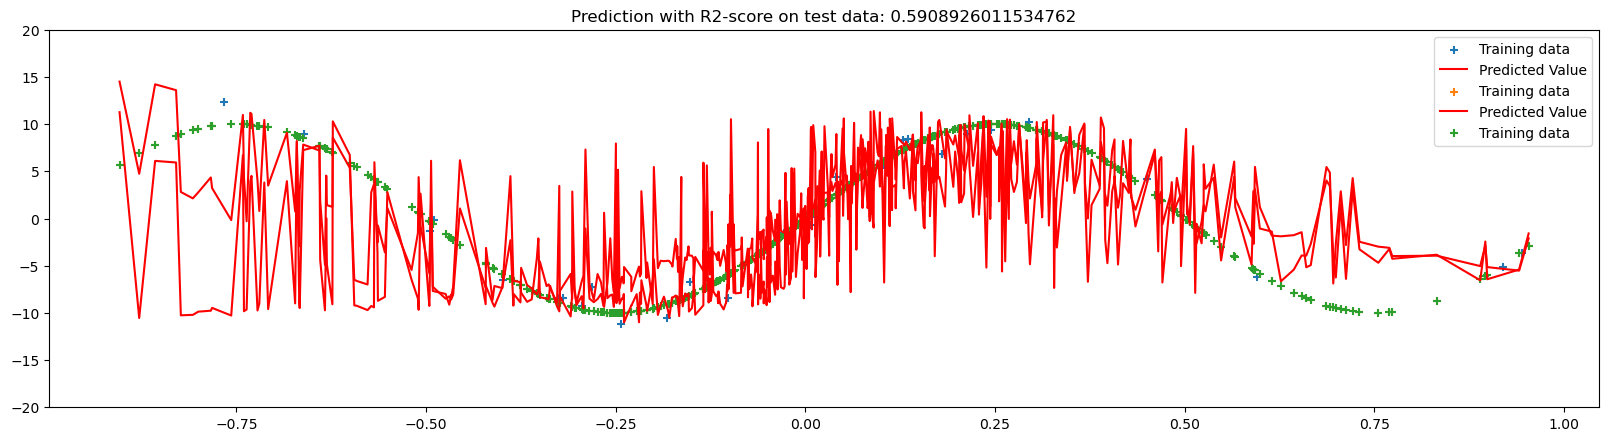 Prediction with R2-score on test data: 0.5908926011534762
20
15
10
5
0
−5
−10
−15
−20
Training data
Predicted Value
Training data
Predicted Value
Training data
−0.75
−0.50
−0.25
0.00
0.25
0.50
0.75
1.00